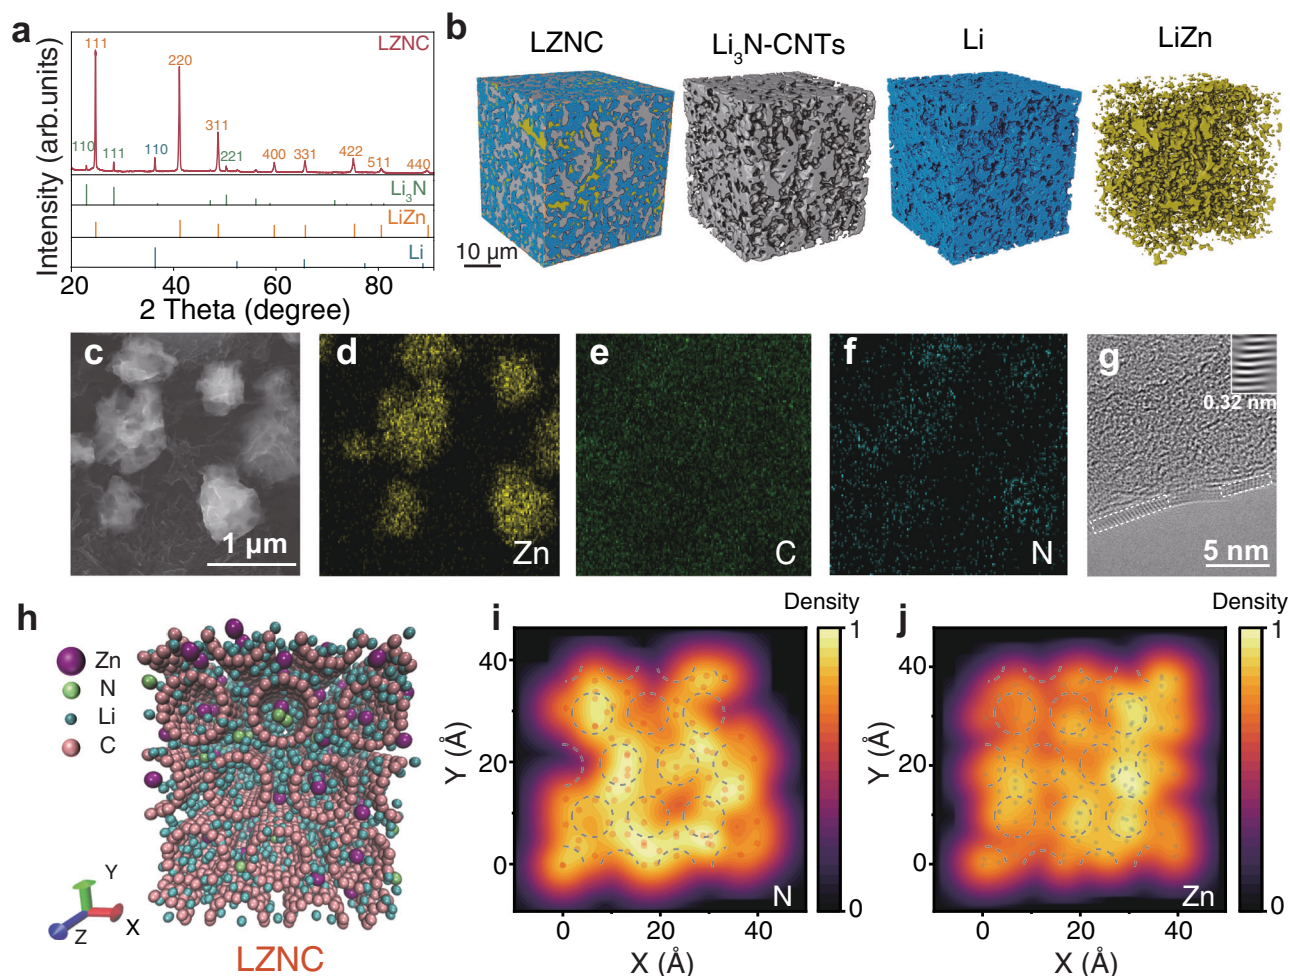 a
Intensity (arb.units)
LZNC
111
220
110
111
110
311
221
400
331
422
511
440
Li₃N
LiZn
Li
20
40
60
80
2 Theta (degree)
b
LZNC
Li₃N-CNTs
Li
LiZn
10 μm
c
1 μm
d
Zn
e
C
f
N
g
0.32 nm
5 nm
h
Zn
N
Li
C
Y
X
Z
LZNC
i
Density
1
0
40
20
0
Y (Å)
N
0
20
40
X (Å)
j
Density
1
0
40
20
0
Y (Å)
Zn
0
20
40
X (Å)